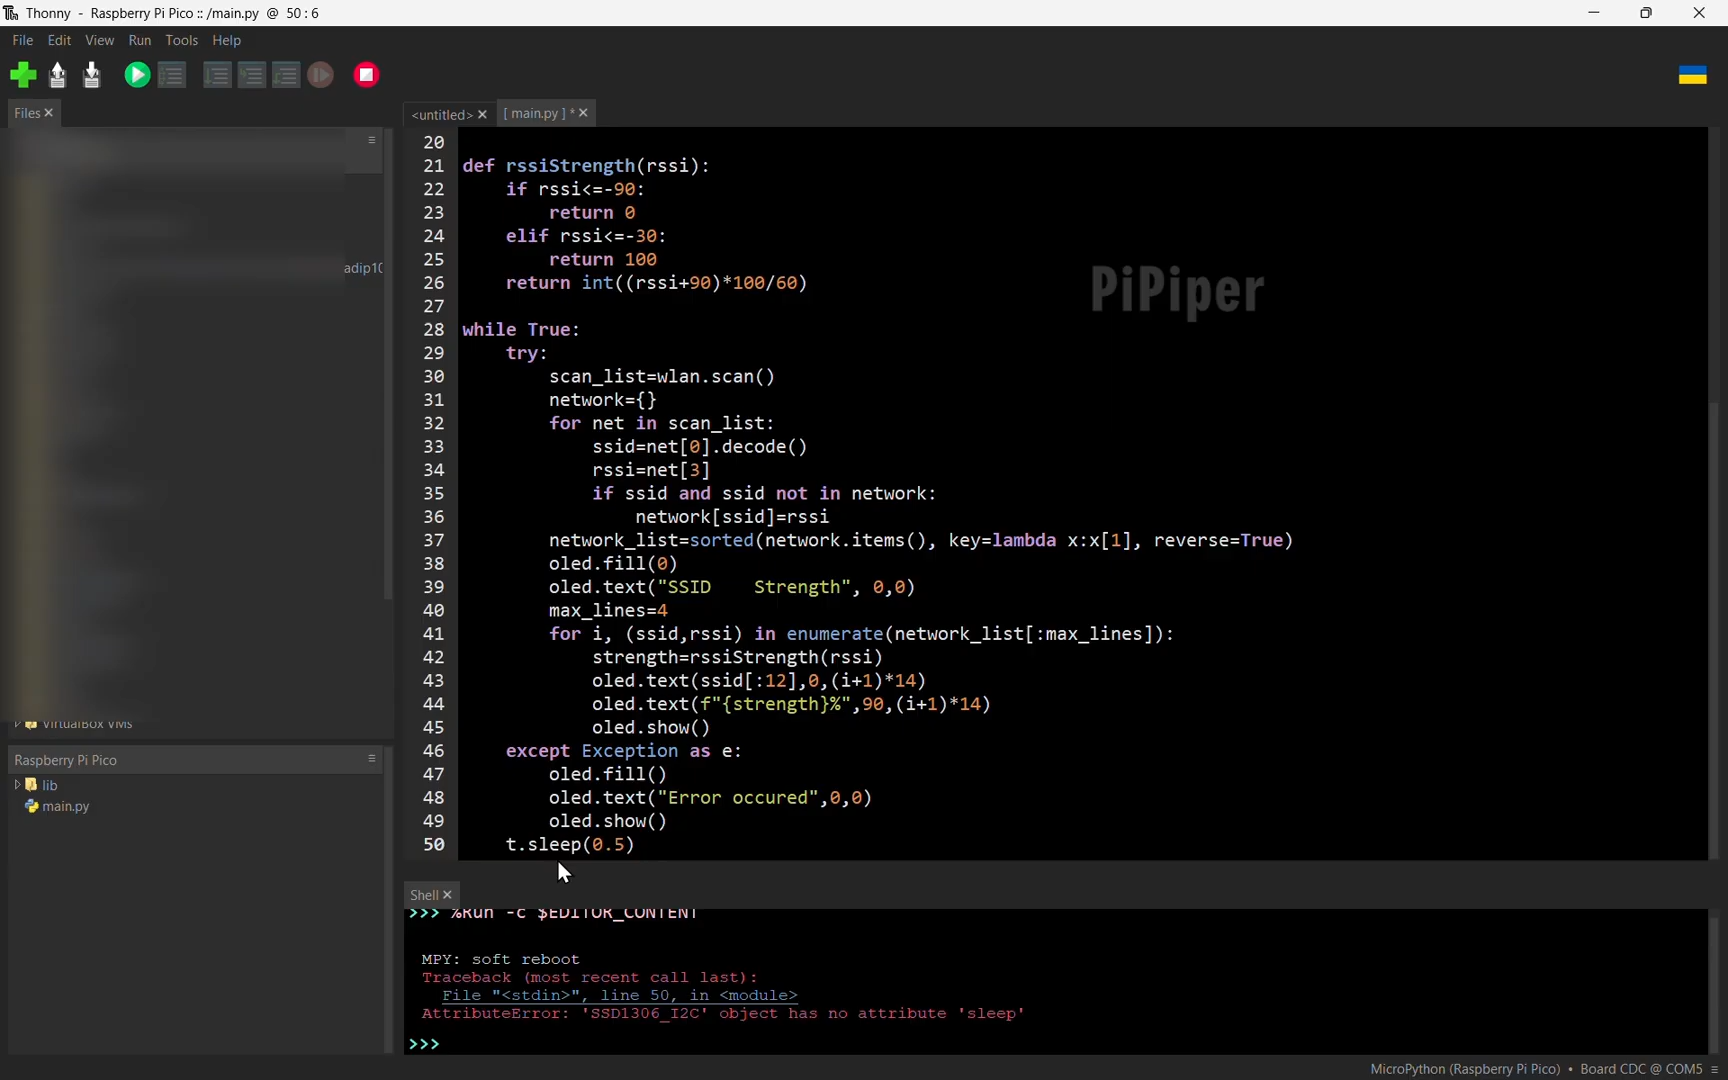 Thonny - Raspberry Pi Pico :: /main.py @ 50 : 6
File Edit View Run Tools Help
Files
<untitled> [ main.py ] *
adip10
VirtualBox VMs
Raspberry Pi Pico
lib
main.py
20
21 def rssiStrength(rssi):
22     if rssi<=-90:
23         return 0
24     elif rssi<=-30:
25         return 100
26     return int((rssi+90)*100/60)
27
28 while True:
29     try:
30         scan_list=wlan.scan()
31         network={}
32         for net in scan_list:
33             ssid=net[0].decode()
34             rssi=net[3]
35             if ssid and ssid not in network:
36                 network[ssid]=rssi
37         network_list=sorted(network.items(), key=lambda x:x[1], reverse=True)
38         oled.fill(0)
39         oled.text("SSID    Strength", 0,0)
40         max_lines=4
41         for i, (ssid,rssi) in enumerate(network_list[:max_lines]):
42             strength=rssiStrength(rssi)
43             oled.text(ssid[:12],0,(i+1)*14)
44             oled.text(f"{strength}%",90,(i+1)*14)
45             oled.show()
46     except Exception as e:
47         oled.fill()
48         oled.text("Error occured",0,0)
49         oled.show()
50     t.sleep(0.5)
PiPiper
Shell
>>> %Run -c $EDITOR_CONTENT
MPY: soft reboot
Traceback (most recent call last):
  File "<stdin>", line 50, in <module>
AttributeError: 'SSD1306_I2C' object has no attribute 'sleep'
>>>
MicroPython (Raspberry Pi Pico) • Board CDC @ COM5